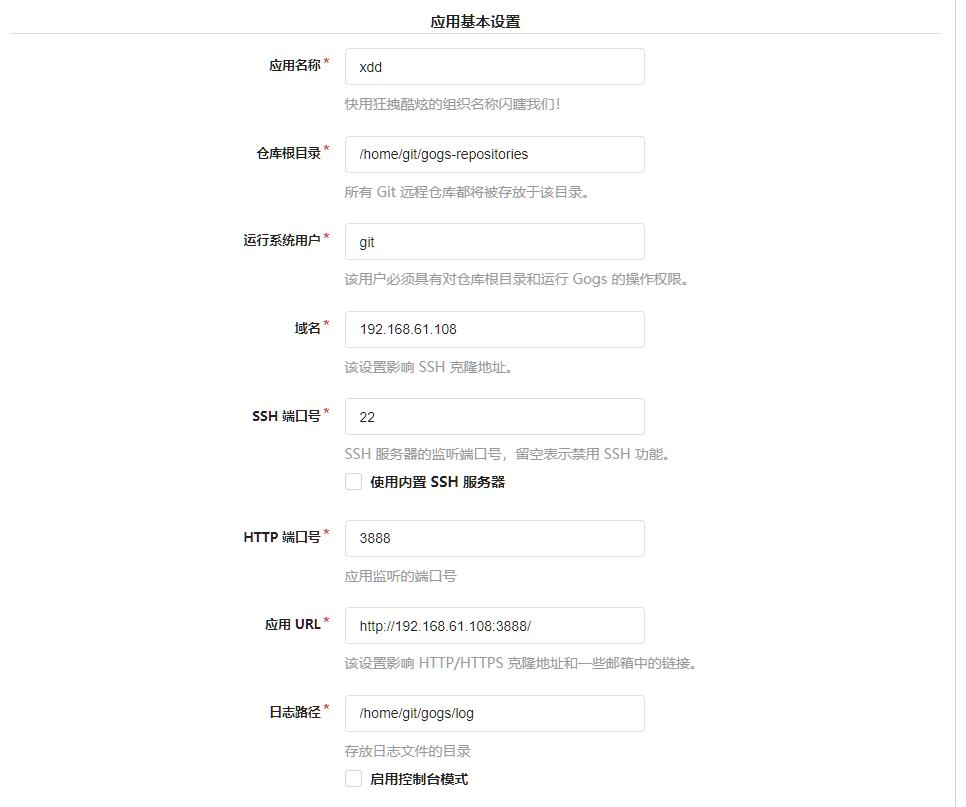 应用基本设置
应用名称*
xdd
快用狂拽酷炫的组织名称闪瞎我们！
仓库根目录*
/home/git/gogs-repositories
所有 Git 远程仓库都将被存放于该目录。
运行系统用户*
git
该用户必须具有对仓库根目录和运行 Gogs 的操作权限。
域名*
192.168.61.108
该设置影响 SSH 克隆地址。
SSH 端口号*
22
SSH 服务器的监听端口号，留空表示禁用 SSH 功能。
使用内置 SSH 服务器
HTTP 端口号*
3888
应用监听的端口号
应用 URL*
http://192.168.61.108:3888/
该设置影响 HTTP/HTTPS 克隆地址和一些邮箱中的链接。
日志路径*
/home/git/gogs/log
存放日志文件的目录
启用控制台模式